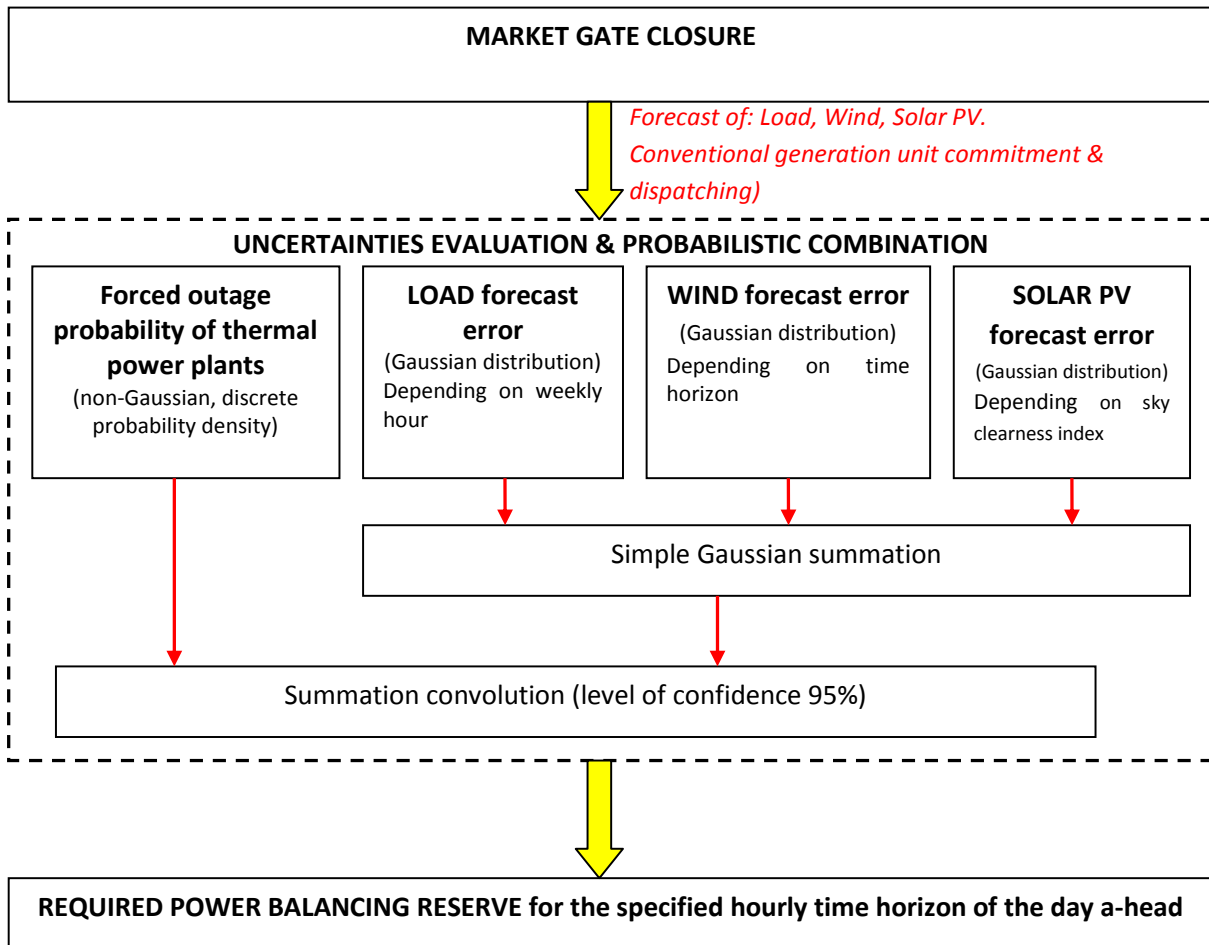 MARKET GATE CLOSURE
Forecast of: Load, Wind, Solar PV.
Conventional generation unit commitment &
dispatching)
UNCERTAINTIES EVALUATION & PROBABILISTIC COMBINATION
Forced outage
probability of thermal
power plants
(non-Gaussian, discrete
probability density)
LOAD forecast
error
(Gaussian distribution)
Depending on weekly
hour
WIND forecast error
(Gaussian distribution)
Depending on time
horizon
SOLAR PV
forecast error
(Gaussian distribution)
Depending on sky
clearness index
Simple Gaussian summation
Summation convolution (level of confidence 95%)
REQUIRED POWER BALANCING RESERVE for the specified hourly time horizon of the day a-head